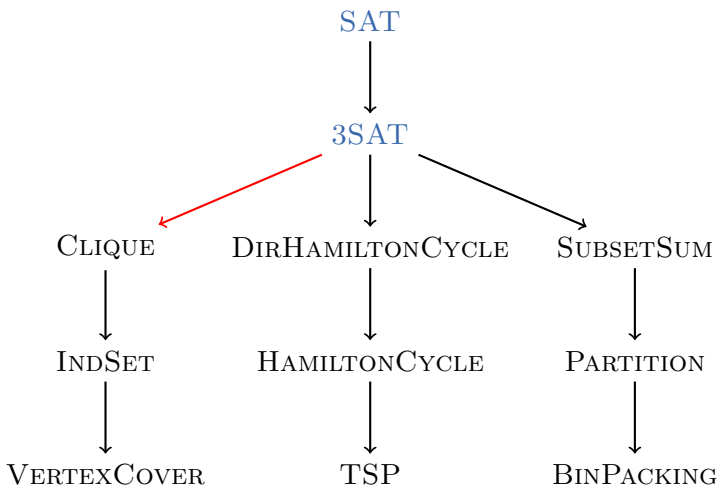 SAT
3SAT
CLIQUE DIRHAMILTONCYCLE SUBSETSUM
INDSET HAMILTONCYCLE PARTITION
VERTEXCOVER TSP BINPACKING